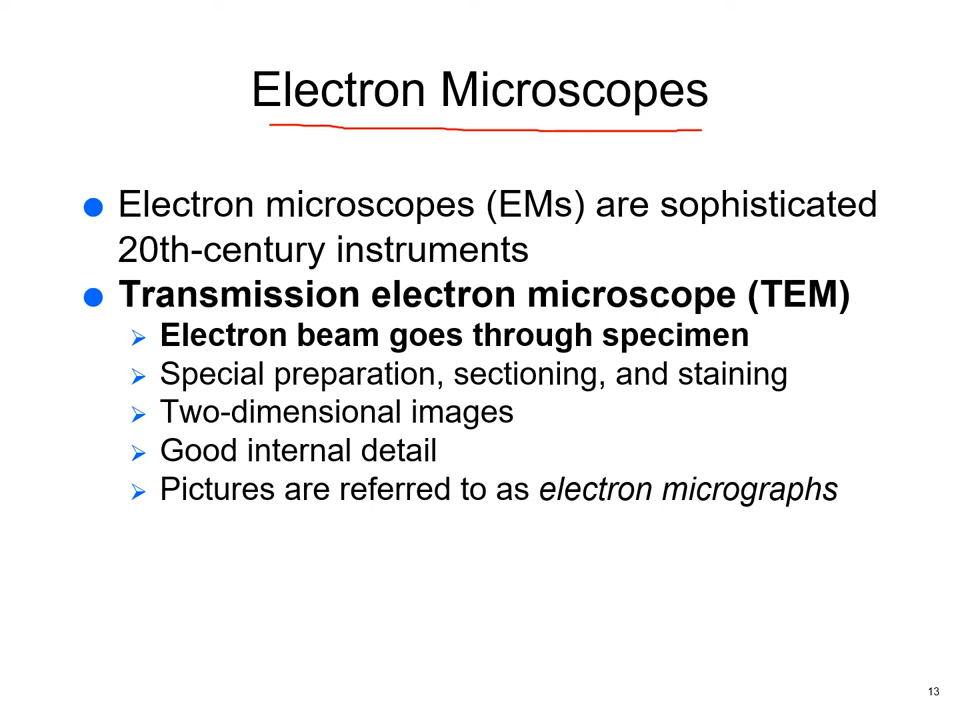 Electron Microscopes
Electron microscopes (EMs) are sophisticated
20th-century instruments
Transmission electron microscope (TEM)
Electron beam goes through specimen
Special preparation, sectioning, and staining
Two-dimensional images
Good internal detail
Pictures are referred to as electron micrographs
13